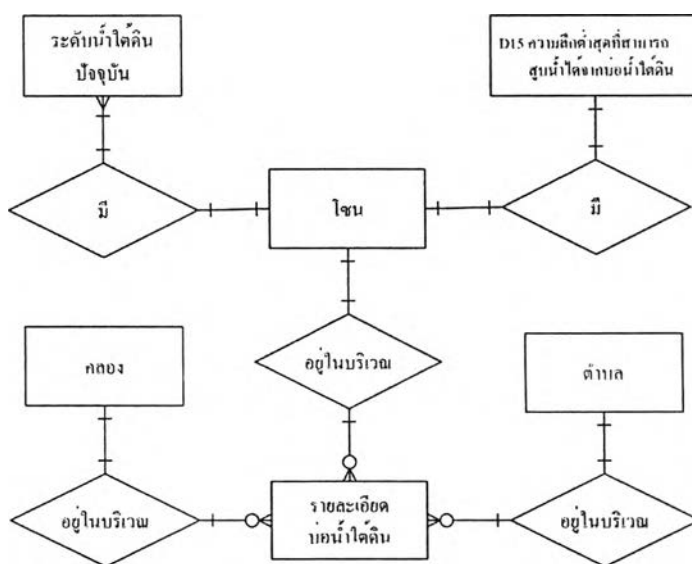 ระดับน้ำใต้ดิน
ปัจจุบัน
D15 ความลึกต่ำสุดที่สามารถ
สูบน้ำได้จากบ่อน้ำใต้ดิน
มี
โซน
มี
คลอง
อยู่ในบริเวณ
ตำบล
อยู่ในบริเวณ
รายละเอียด
บ่อน้ำใต้ดิน
อยู่ในบริเวณ